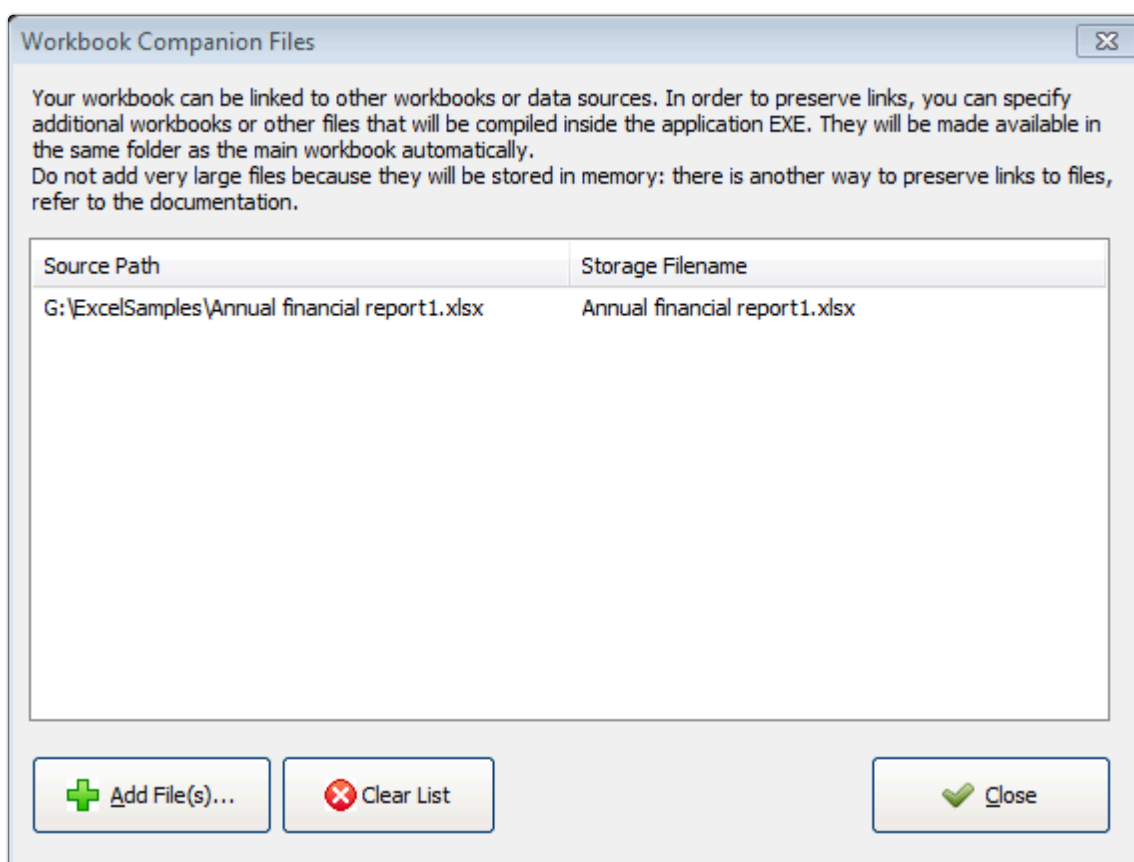 Workbook Companion Files
Your workbook can be linked to other workbooks or data sources. In order to preserve links, you can specify
additional workbooks or other files that will be compiled inside the application EXE. They will be made available in
the same folder as the main workbook automatically.
Do not add very large files because they will be stored in memory: there is another way to preserve links to files,
refer to the documentation.
Source Path Storage Filename
G:\ExcelSamples\Annual financial report1.xlsx Annual financial report1.xlsx
Add File(s)... Clear List Close